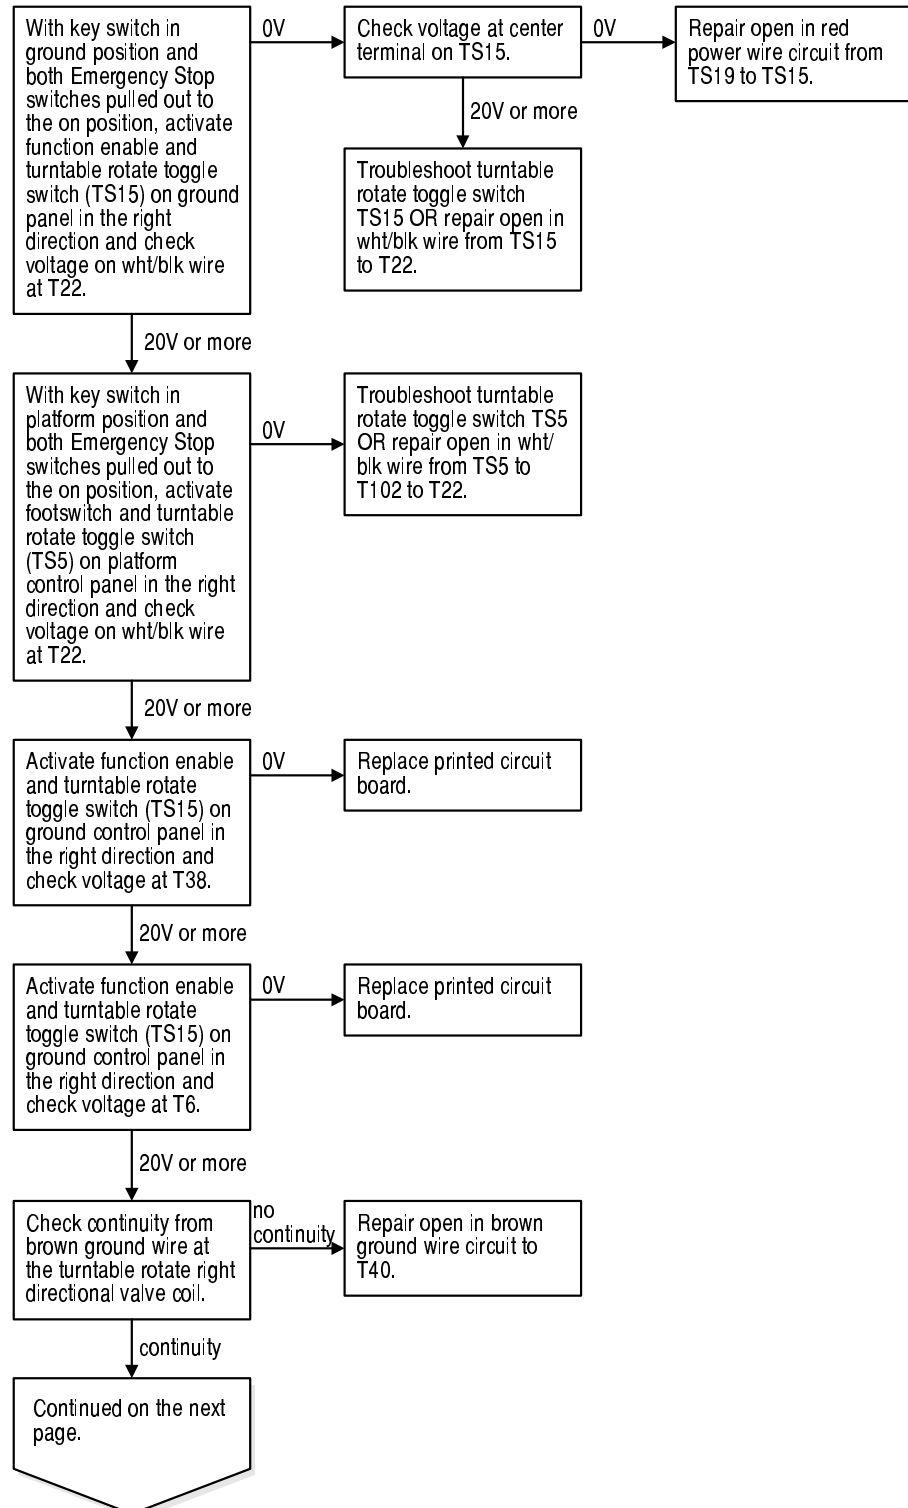 With key switch in
ground position and
both Emergency Stop
switches pulled out to
the on position, activate
function enable and
turntable rotate toggle
switch (TS15) on ground
panel in the right
direction and check
voltage on wht/blk wire
at T22.
0V
Check voltage at center
terminal on TS15.
0V
Repair open in red
power wire circuit from
TS19 to TS15.
20V or more
Troubleshoot turntable
rotate toggle switch
TS15 OR repair open in
wht/blk wire from TS15
to T22.
20V or more
With key switch in
platform position and
both Emergency Stop
switches pulled out to
the on position, activate
footswitch and turntable
rotate toggle switch
(TS5) on platform
control panel in the right
direction and check
voltage on wht/blk wire
at T22.
0V
Troubleshoot turntable
rotate toggle switch TS5
OR repair open in wht/
blk wire from TS5 to
T102 to T22.
20V or more
Activate function enable
and turntable rotate
toggle switch (TS15) on
ground control panel in
the right direction and
check voltage at T38.
0V
Replace printed circuit
board.
20V or more
Activate function enable
and turntable rotate
toggle switch (TS15) on
ground control panel in
the right direction and
check voltage at T6.
0V
Replace printed circuit
board.
20V or more
Check continuity from
brown ground wire at
the turntable rotate right
directional valve coil.
no
continuity
Repair open in brown
ground wire circuit to
T40.
continuity
Continued on the next
page.